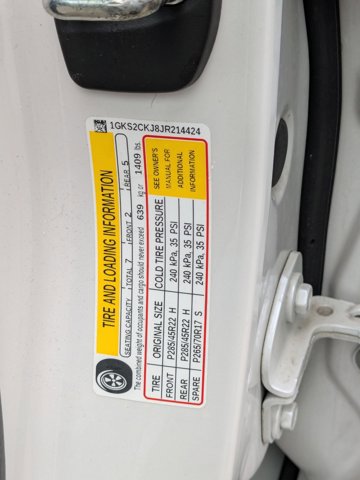 1GKS2CKJ8JR214424
TIRE AND LOADING INFORMATION
SEATING CAPACITY TOTAL 7 FRONT 2 REAR 5
The combined weight of occupants and cargo should never exceed 639 kg or 1409 lbs.
TIRE ORIGINAL SIZE COLD TIRE PRESSURE SEE OWNER'S
FRONT P285/45R22 H 240 kPa, 35 PSI MANUAL FOR
REAR P285/45R22 H 240 kPa, 35 PSI ADDITIONAL
SPARE P265/70R17 S 240 kPa, 35 PSI INFORMATION